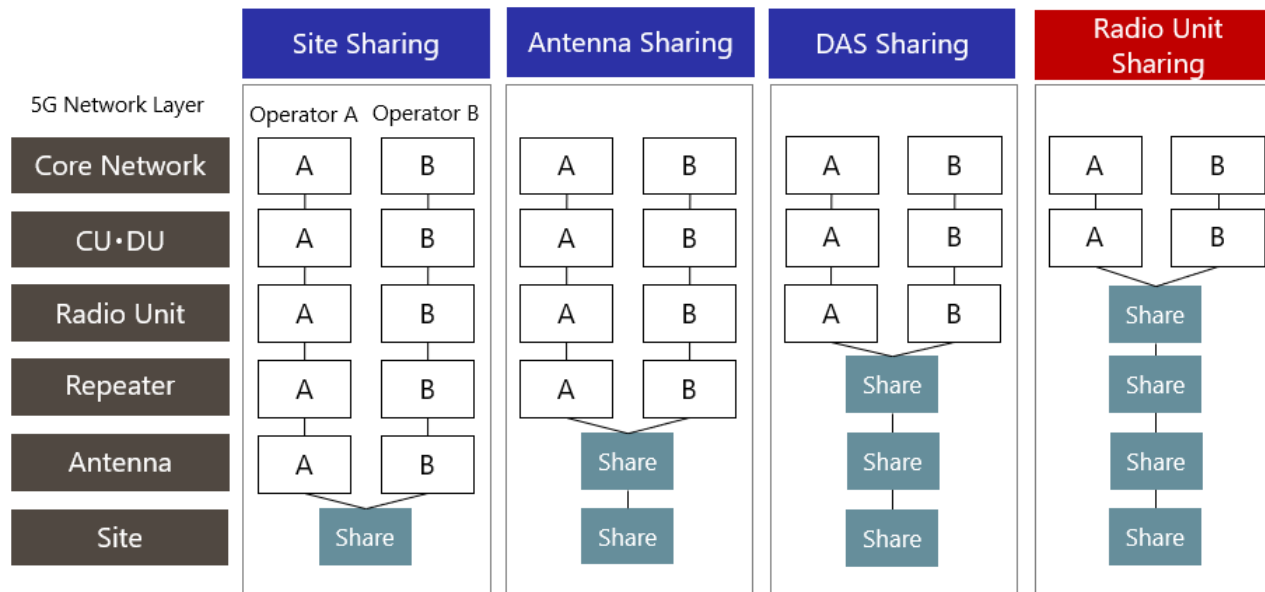 Site Sharing
Antenna Sharing
DAS Sharing
Radio Unit
Sharing
5G Network Layer
Operator A
Operator B
Core Network
A
B
A
B
A
B
A
B
CU・DU
A
B
A
B
A
B
A
B
Radio Unit
A
B
A
B
A
B
Share
Repeater
A
B
A
B
Share
Share
Antenna
A
B
Share
Share
Share
Site
Share
Share
Share
Share